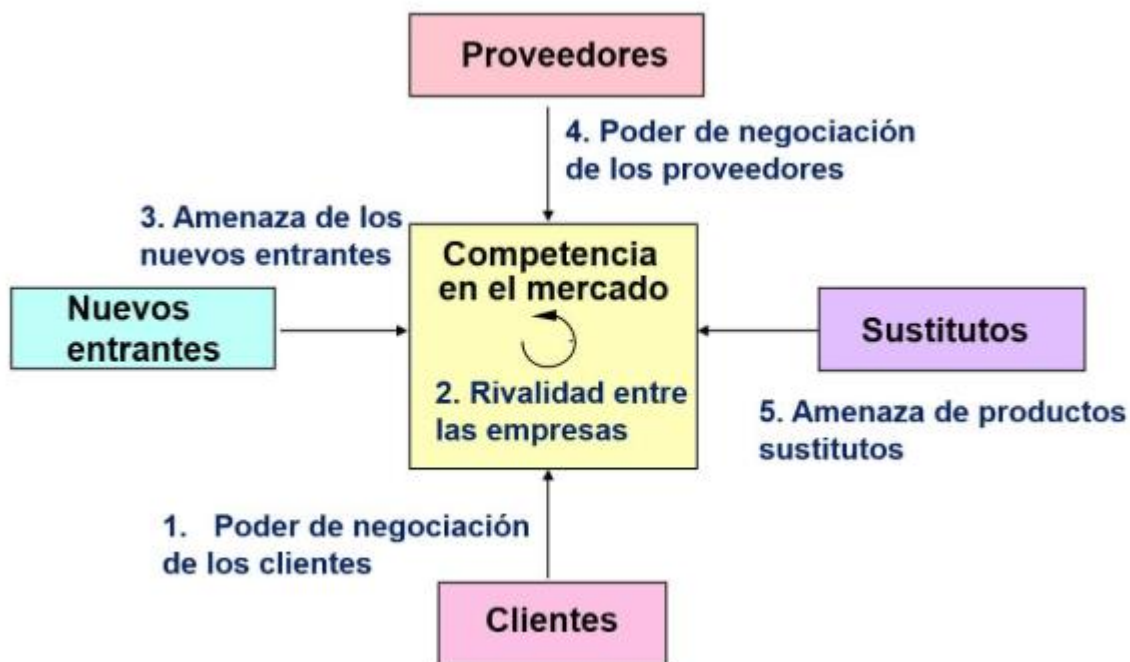 Proveedores
4. Poder de negociación
de los proveedores
3. Amenaza de los
nuevos entrantes
Competencia
en el mercado
Nuevos
entrantes
Sustitutos
2. Rivalidad entre
las empresas
5. Amenaza de productos
sustitutos
1. Poder de negociación
de los clientes
Clientes